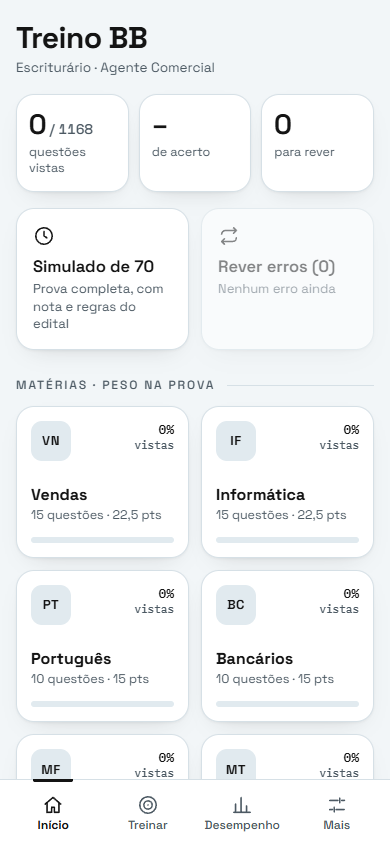 Treino BB
Escriturário · Agente Comercial
0 / 1168
questões
vistas
–
de acerto
0
para rever
Simulado de 70
Prova completa, com
nota e regras do
edital
Rever erros (0)
Nenhum erro ainda
MATÉRIAS · PESO NA PROVA
VN
0%
vistas
Vendas
15 questões · 22,5 pts
IF
0%
vistas
Informática
15 questões · 22,5 pts
PT
0%
vistas
Português
10 questões · 15 pts
BC
0%
vistas
Bancários
10 questões · 15 pts
MF
0%
vistas
MT
0%
vistas
Início
Treinar
Desempenho
Mais